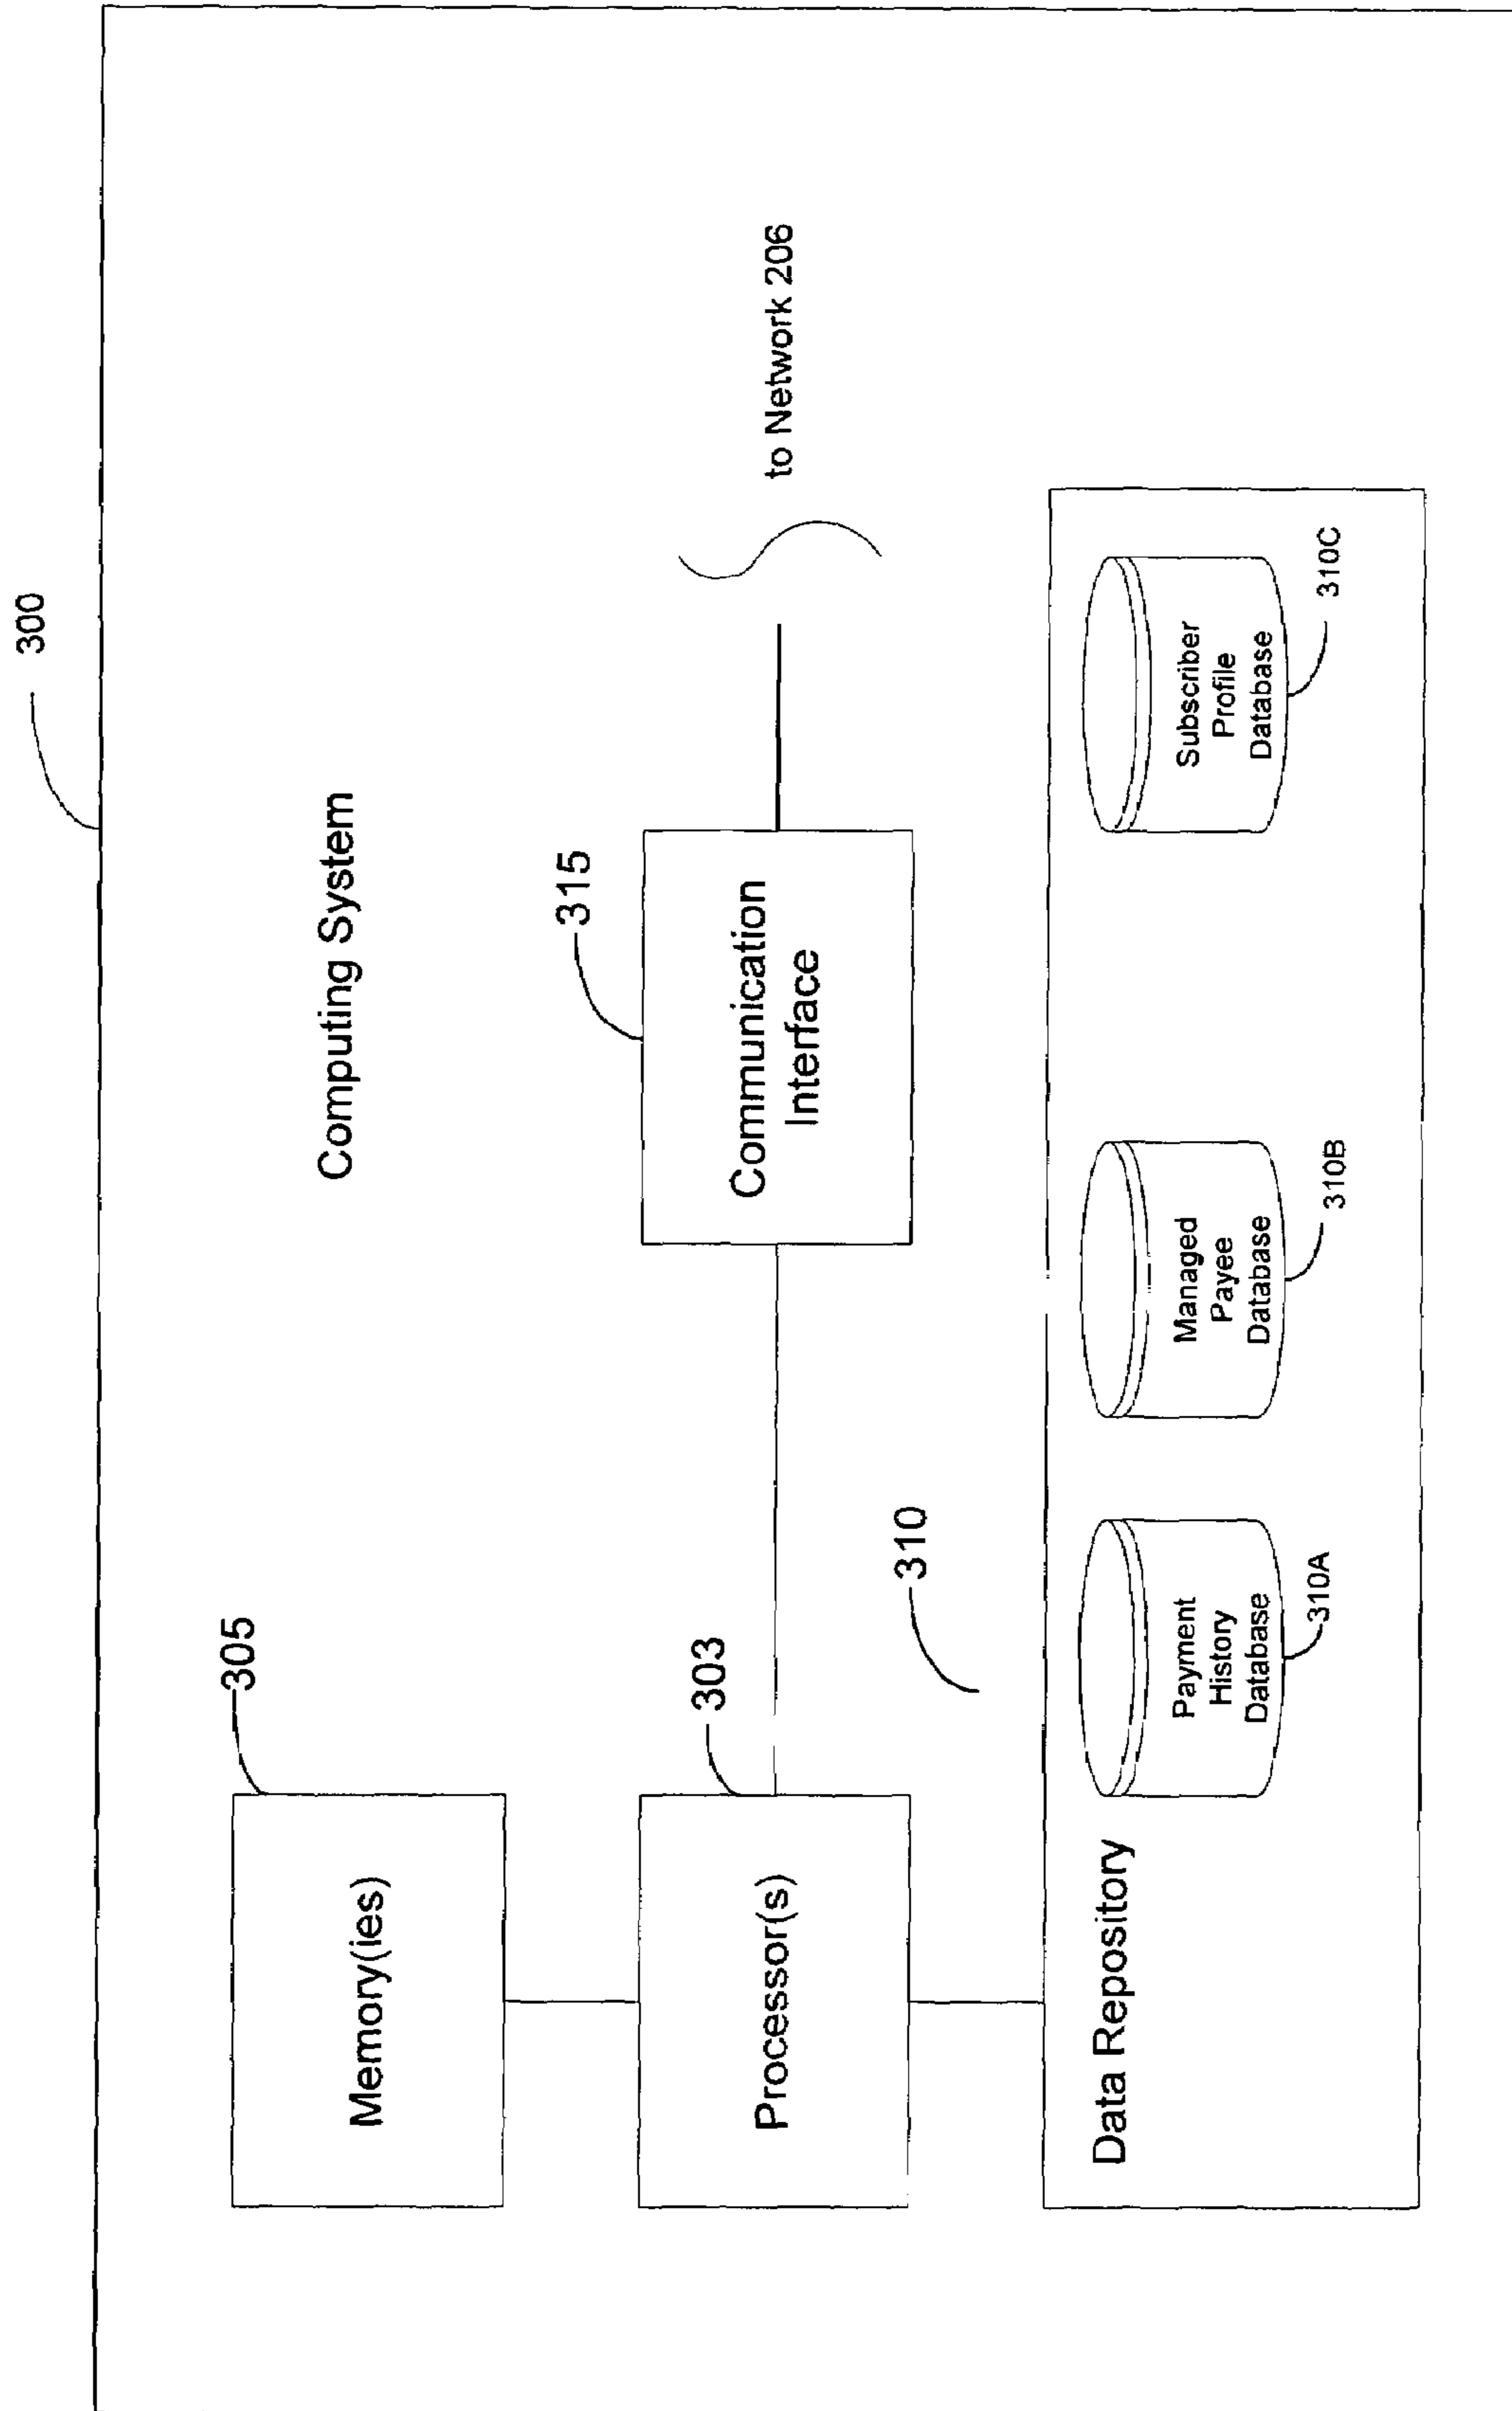 300
Computing System
305
Memory(ies)
303
Processor(s)
315
Communication
Interface
to Network 206
310
Data Repository
Payment
History
Database
310A
Managed
Payee
Database
310B
Subscriber
Profile
Database
310C